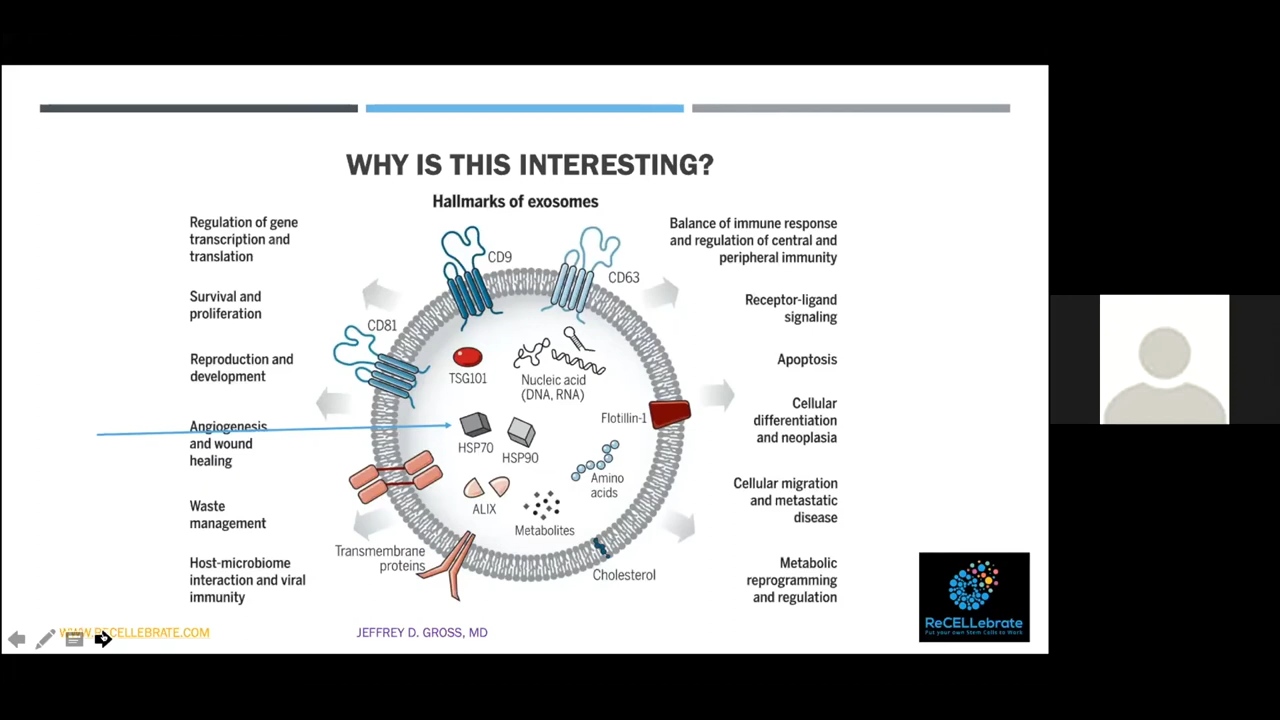 WHY IS THIS INTERESTING?
Hallmarks of exosomes
Regulation of gene
transcription and
translation
Survival and
proliferation
Reproduction and
development
Angiogenesis
and wound
healing
Waste
management
Host-microbiome
interaction and viral
immunity
CD9
CD63
CD81
TSG101
Nucleic acid
(DNA, RNA)
Flotillin-1
HSP70
HSP90
Amino
acids
ALIX
Metabolites
Transmembrane
proteins
Cholesterol
Balance of immune response
and regulation of central and
peripheral immunity
Receptor-ligand
signaling
Apoptosis
Cellular
differentiation
and neoplasia
Cellular migration
and metastatic
disease
Metabolic
reprogramming
and regulation
WWW.RECELLEBRATE.COM
JEFFREY D. GROSS, MD
ReCELLebrate
Put your own Stem Cells to Work